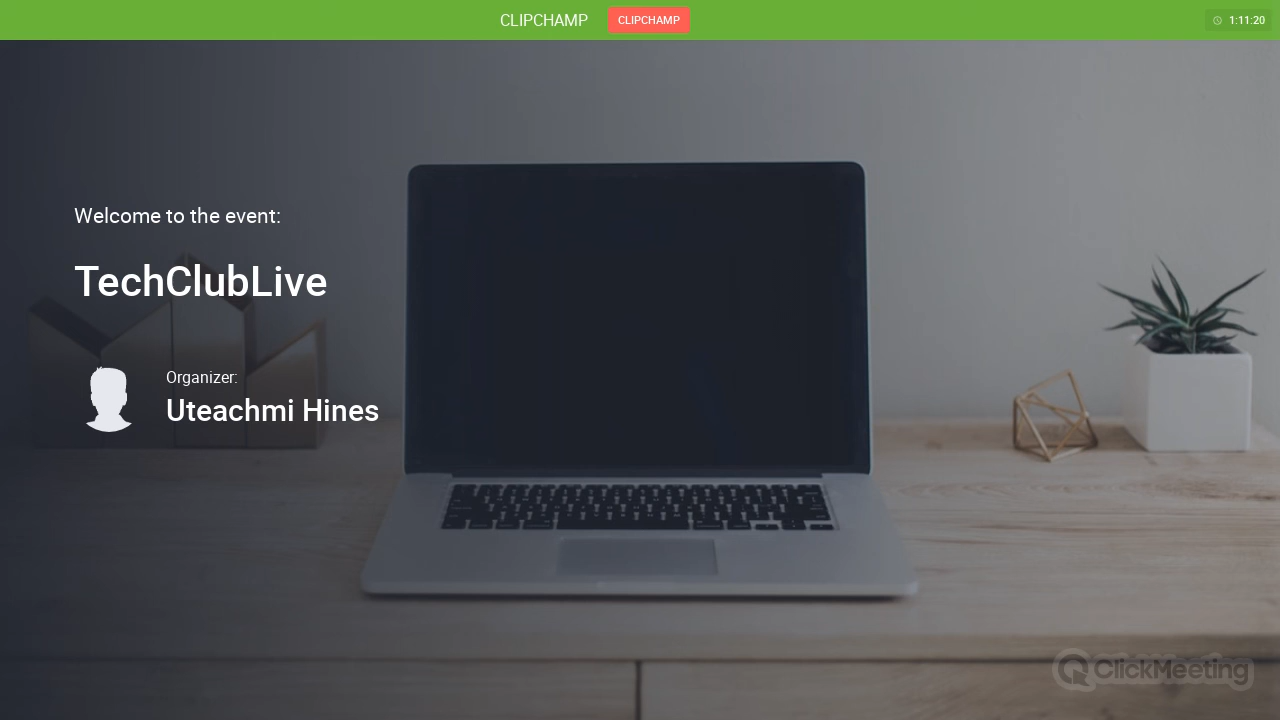 CLIPCHAMP CLIPCHAMP 1:11:20
Welcome to the event:
TechClubLive
Organizer:
Uteachmi Hines
ClickMeeting